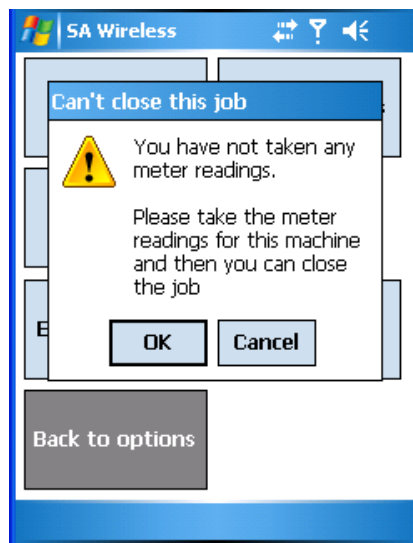 SA Wireless
Can't close this job
You have not taken any
meter readings.
Please take the meter
readings for this machine
and then you can close
the job
OK
Cancel
Back to options